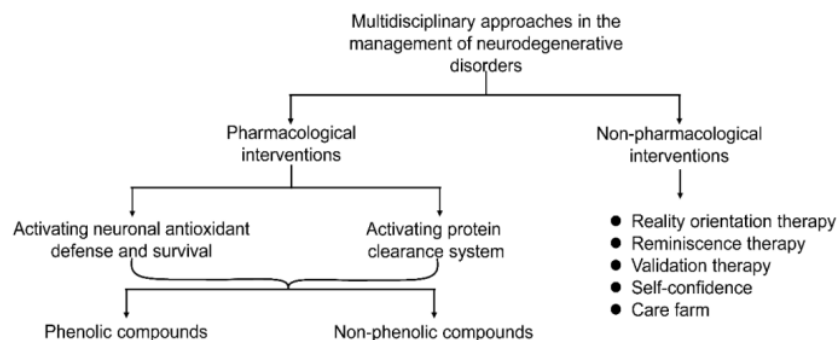 Multidisciplinary approaches in the
management of neurodegenerative
disorders
Pharmacological
interventions
Non-pharmacological
interventions
Activating neuronal antioxidant
defense and survival
Activating protein
clearance system
● Reality orientation therapy
● Reminiscence therapy
● Validation therapy
● Self-confidence
● Care farm
Phenolic compounds
Non-phenolic compounds